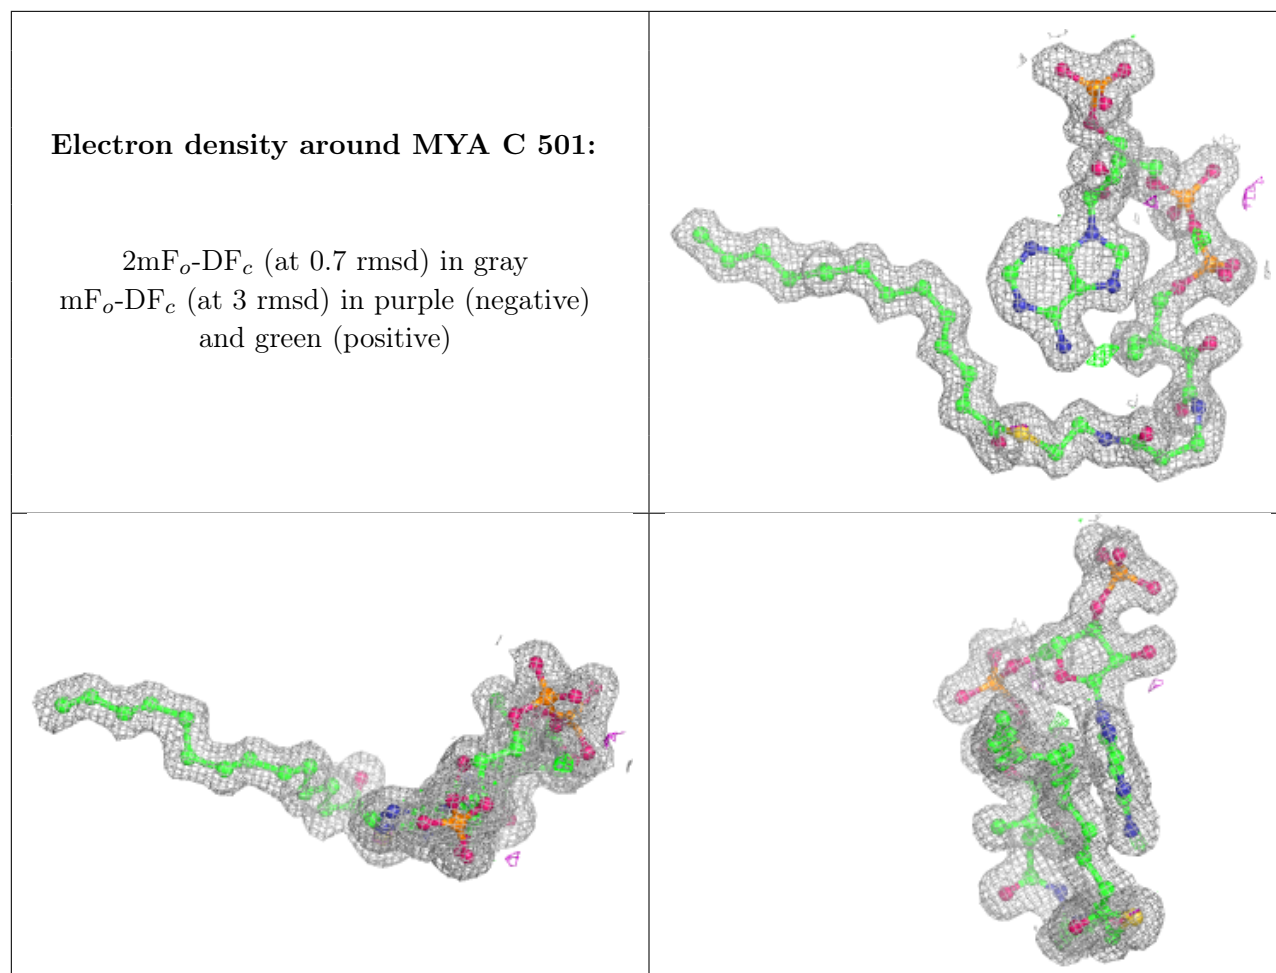 Electron density around MYA C 501:
2mFo-DFc (at 0.7 rmsd) in gray
mFo-DFc (at 3 rmsd) in purple (negative)
and green (positive)